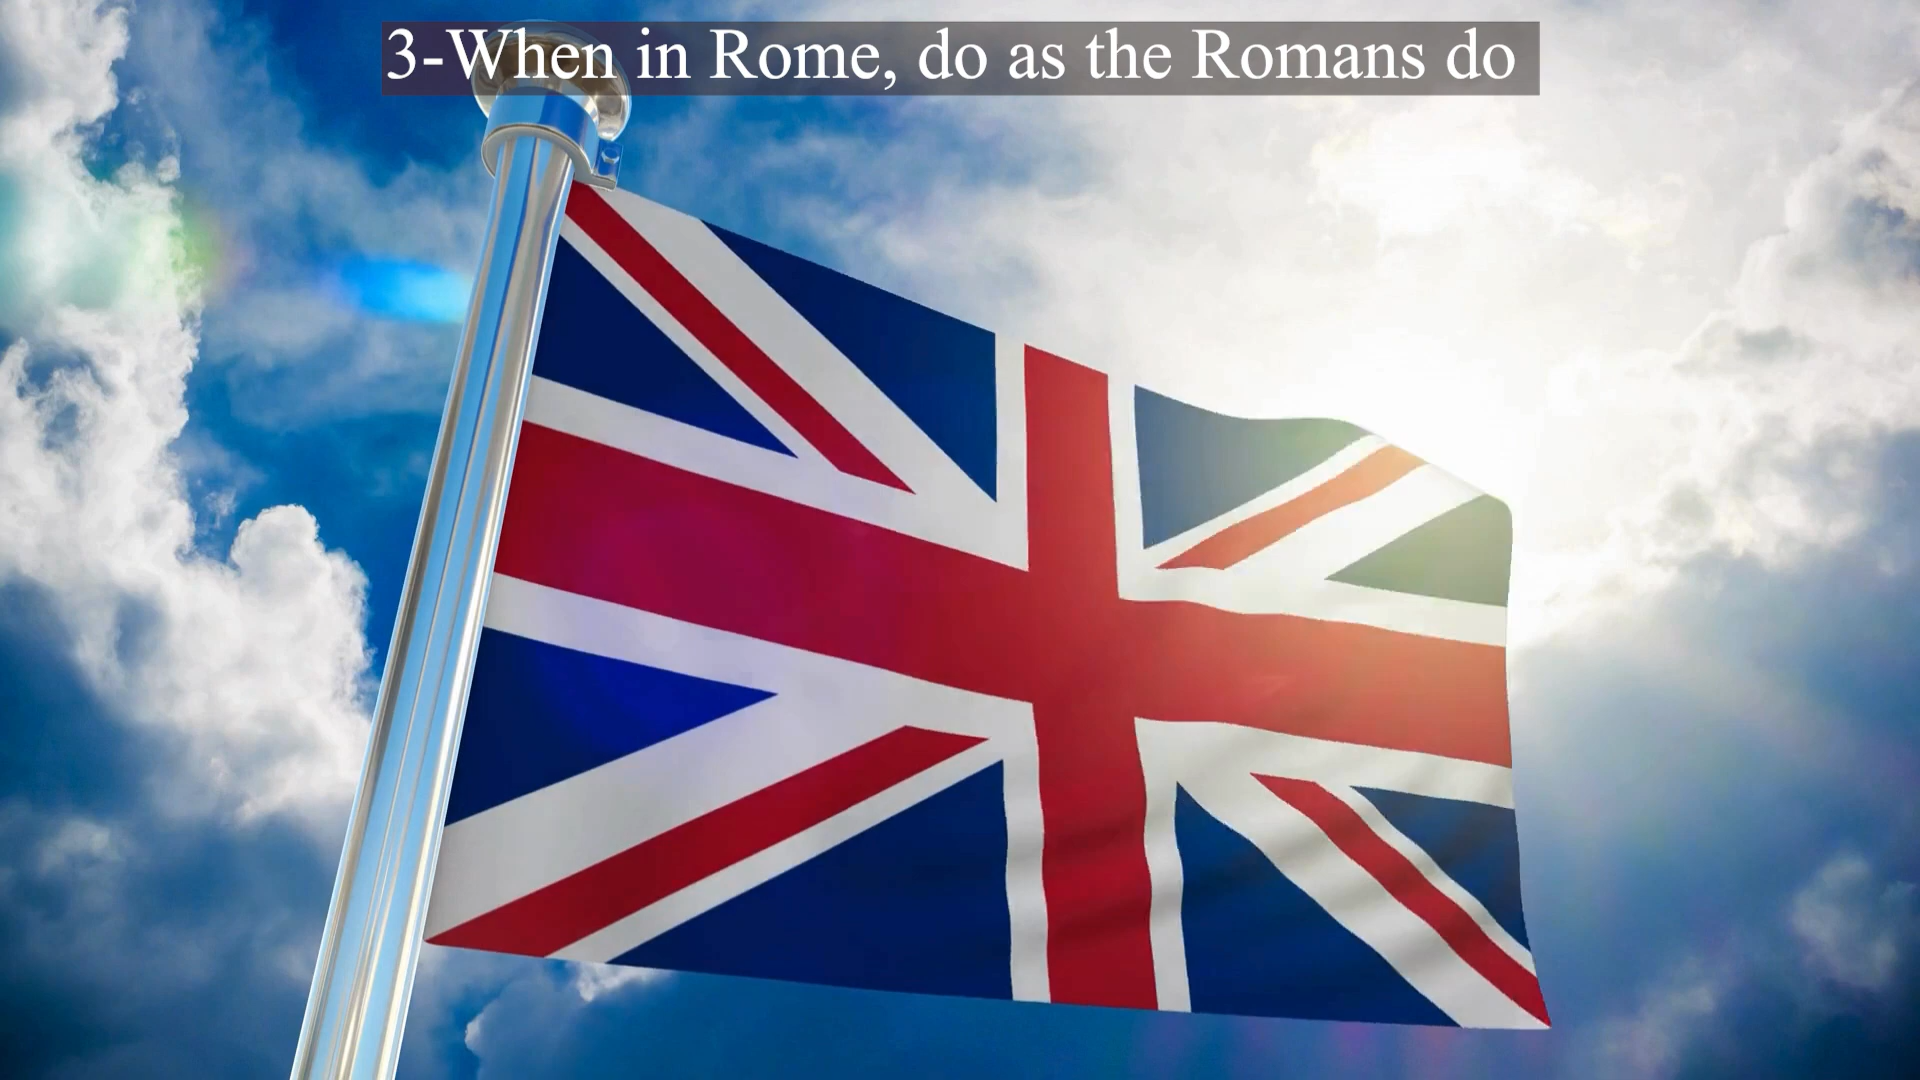 3-When in Rome, do as the Romans do